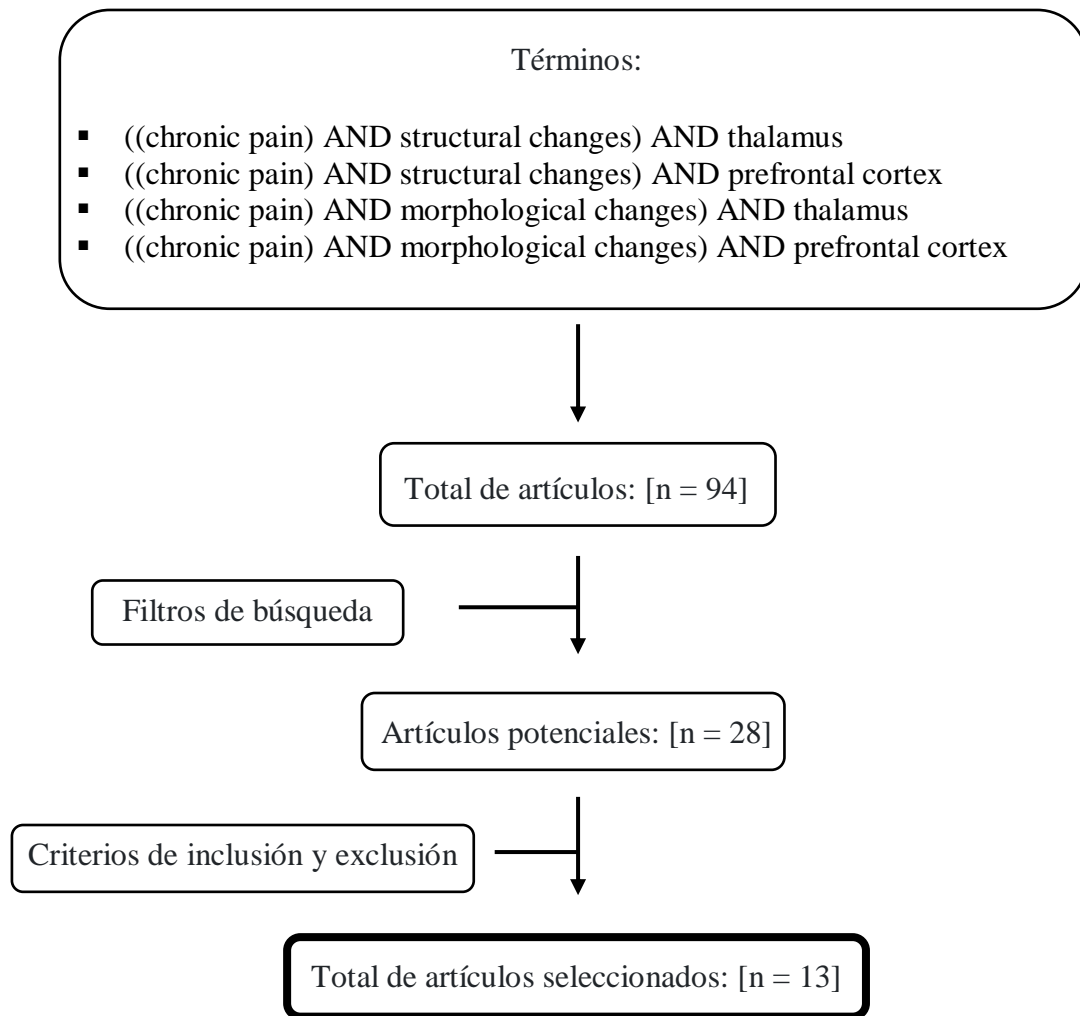 Términos:
▪ ((chronic pain) AND structural changes) AND thalamus
▪ ((chronic pain) AND structural changes) AND prefrontal cortex
▪ ((chronic pain) AND morphological changes) AND thalamus
▪ ((chronic pain) AND morphological changes) AND prefrontal cortex
Total de artículos: [n = 94]
Filtros de búsqueda
Artículos potenciales: [n = 28]
Criterios de inclusión y exclusión
Total de artículos seleccionados: [n = 13]